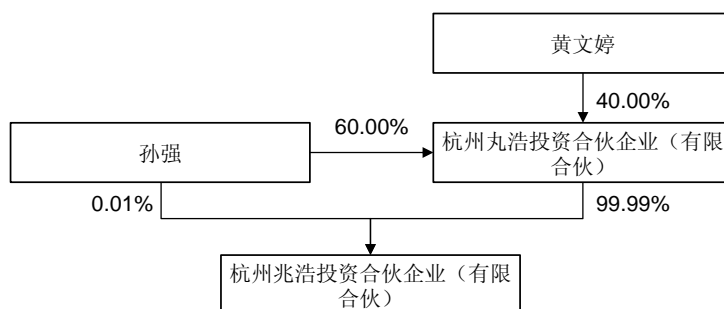 黄文婷
40.00%
60.00%
孙强
杭州丸浩投资合伙企业（有限
合伙）
0.01%
99.99%
杭州兆浩投资合伙企业（有限
合伙）